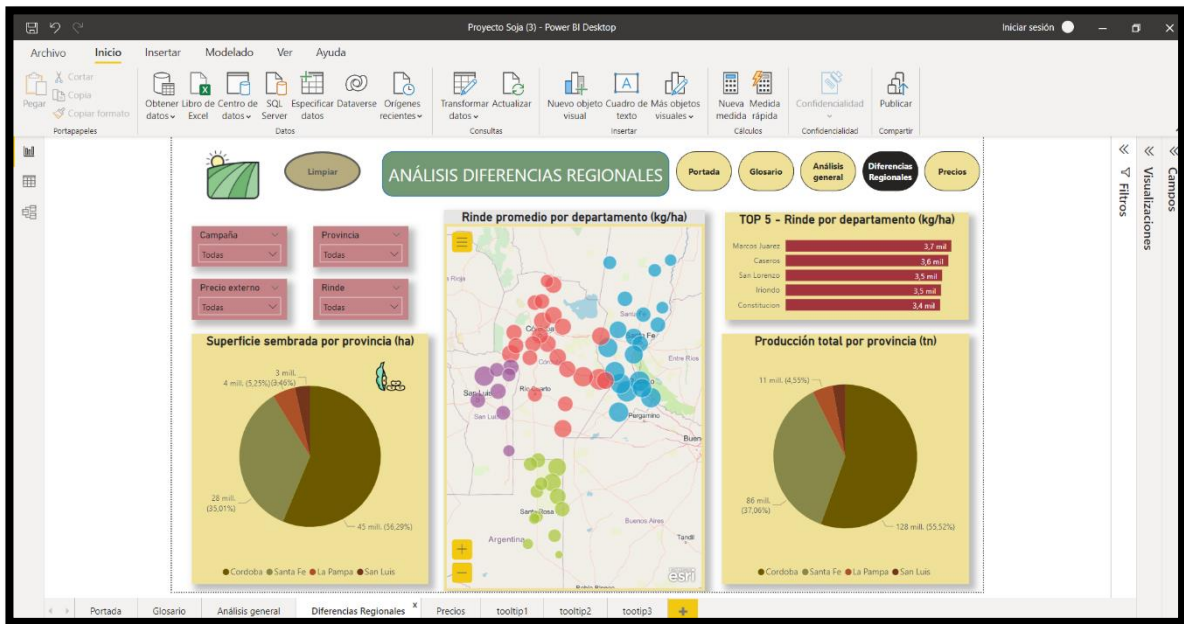 Proyecto Soja (3) - Power BI Desktop
Iniciar sesión
Archivo Inicio Insertar Modelado Ver Ayuda
Pegar
Cortar
Copia
Copiar formato
Portapapeles
Obtener datos
Libro de Excel
Centro de datos
SQL Server
Especificar datos
Dataverse
Orígenes recientes
Datos
Transformar datos
Actualizar
Consultas
Nuevo objeto visual
Cuadro de texto
Más objetos visuales
Insertar
Nueva medida
Medida rápida
Cálculos
Confidencialidad
Confidencialidad
Publicar
Compartir
Limpiar
ANÁLISIS DIFERENCIAS REGIONALES
Portada
Glosario
Análisis general
Diferencias Regionales
Precios
Filtros
Visualizaciones
Campos
Campaña
Todas
Provincia
Todas
Precio externo
Todas
Rinde
Todas
Superficie sembrada por provincia (ha)
3 mill.
(3,46%)
4 mill. (5,25%)
28 mill.
(35,01%)
45 mill. (56,29%)
Cordoba Santa Fe La Pampa San Luis
Rinde promedio por departamento (kg/ha)
Entre Ríos
Río Cuarto
San Luis
San Luis
Pergamino
Buen
Santa Rosa
Buenos Aires
Tandil
Argentina
esri
TOP 5 - Rinde por departamento (kg/ha)
Marcos Juarez 3,7 mil
Caseros 3,6 mil
San Lorenzo 3,5 mil
Iriondo 3,5 mil
Constitucion 3,4 mil
Producción total por provincia (tn)
11 mill. (4,55%)
86 mill.
(37,06%)
128 mill. (55,52%)
Cordoba Santa Fe La Pampa San Luis
Portada Glosario Análisis general Diferencias Regionales Precios tooltip1 tooltip2 tootip3